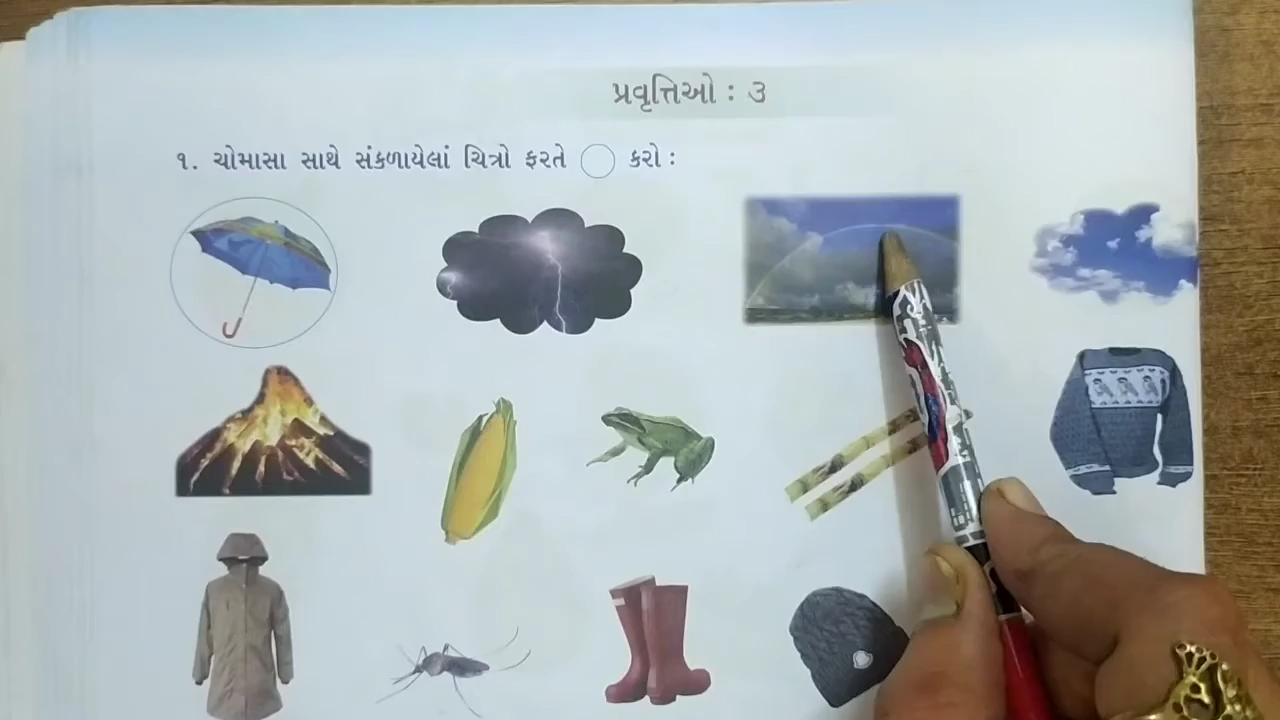 પ્રવૃત્તિઓ : ૩
૧. ચોમાસા સાથે સંકળાયેલાં ચિત્રો ફરતે ◯ કરો :